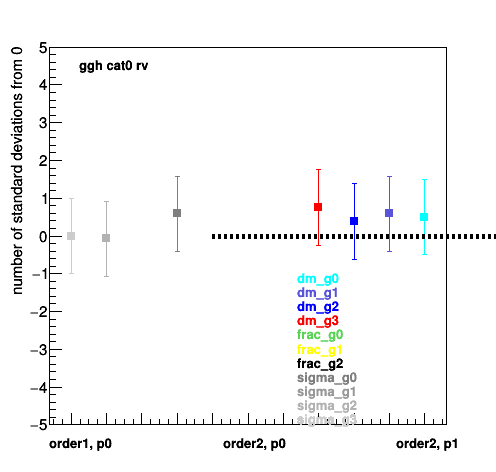 ggh cat0 rv
number of standard deviations from 0
5
4
3
2
1
0
−1
−2
−3
−4
−5
dm_g0
dm_g1
dm_g2
dm_g3
frac_g0
frac_g1
frac_g2
sigma_g0
sigma_g1
sigma_g2
sigma_g3
order1, p0
order2, p0
order2, p1